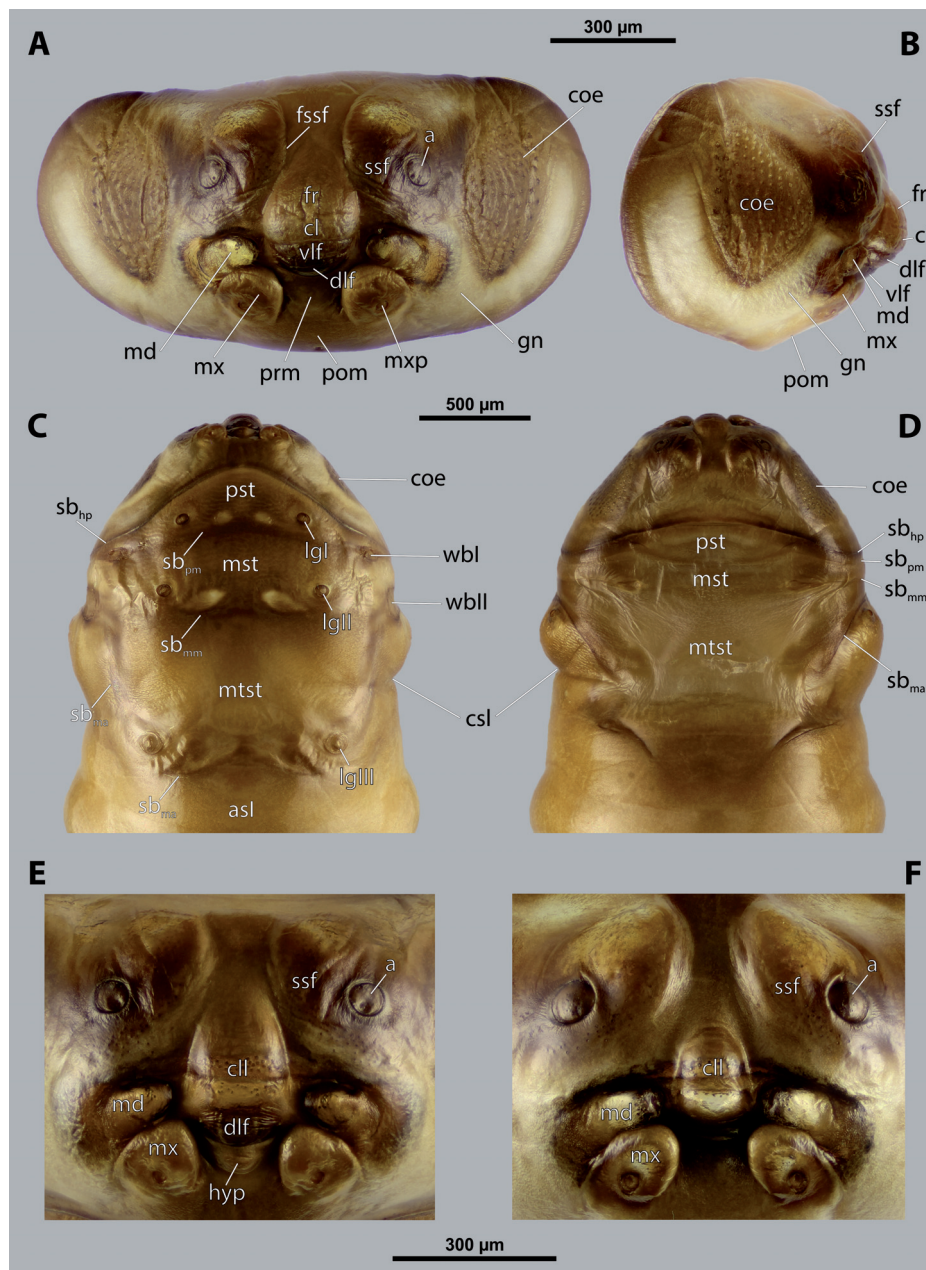 A
300 µm
B
fssf
coe
a
ssf
fr
cl
vlf
dlf
md
mx
prm
pom
mxp
gn
coe
ssf
fr
cl
dlf
vlf
md
mx
gn
pom
500 µm
C
D
coe
pst
sbhp
lgI
sbpm
mst
wbI
wbII
lgII
sbmm
mtst
sbma
csl
lgIII
sbma
asl
coe
pst
sbhp
sbpm
mst
sbmm
mtst
sbma
E
F
ssf
a
cll
md
dlf
mx
hyp
ssf
a
cll
md
mx
300 µm